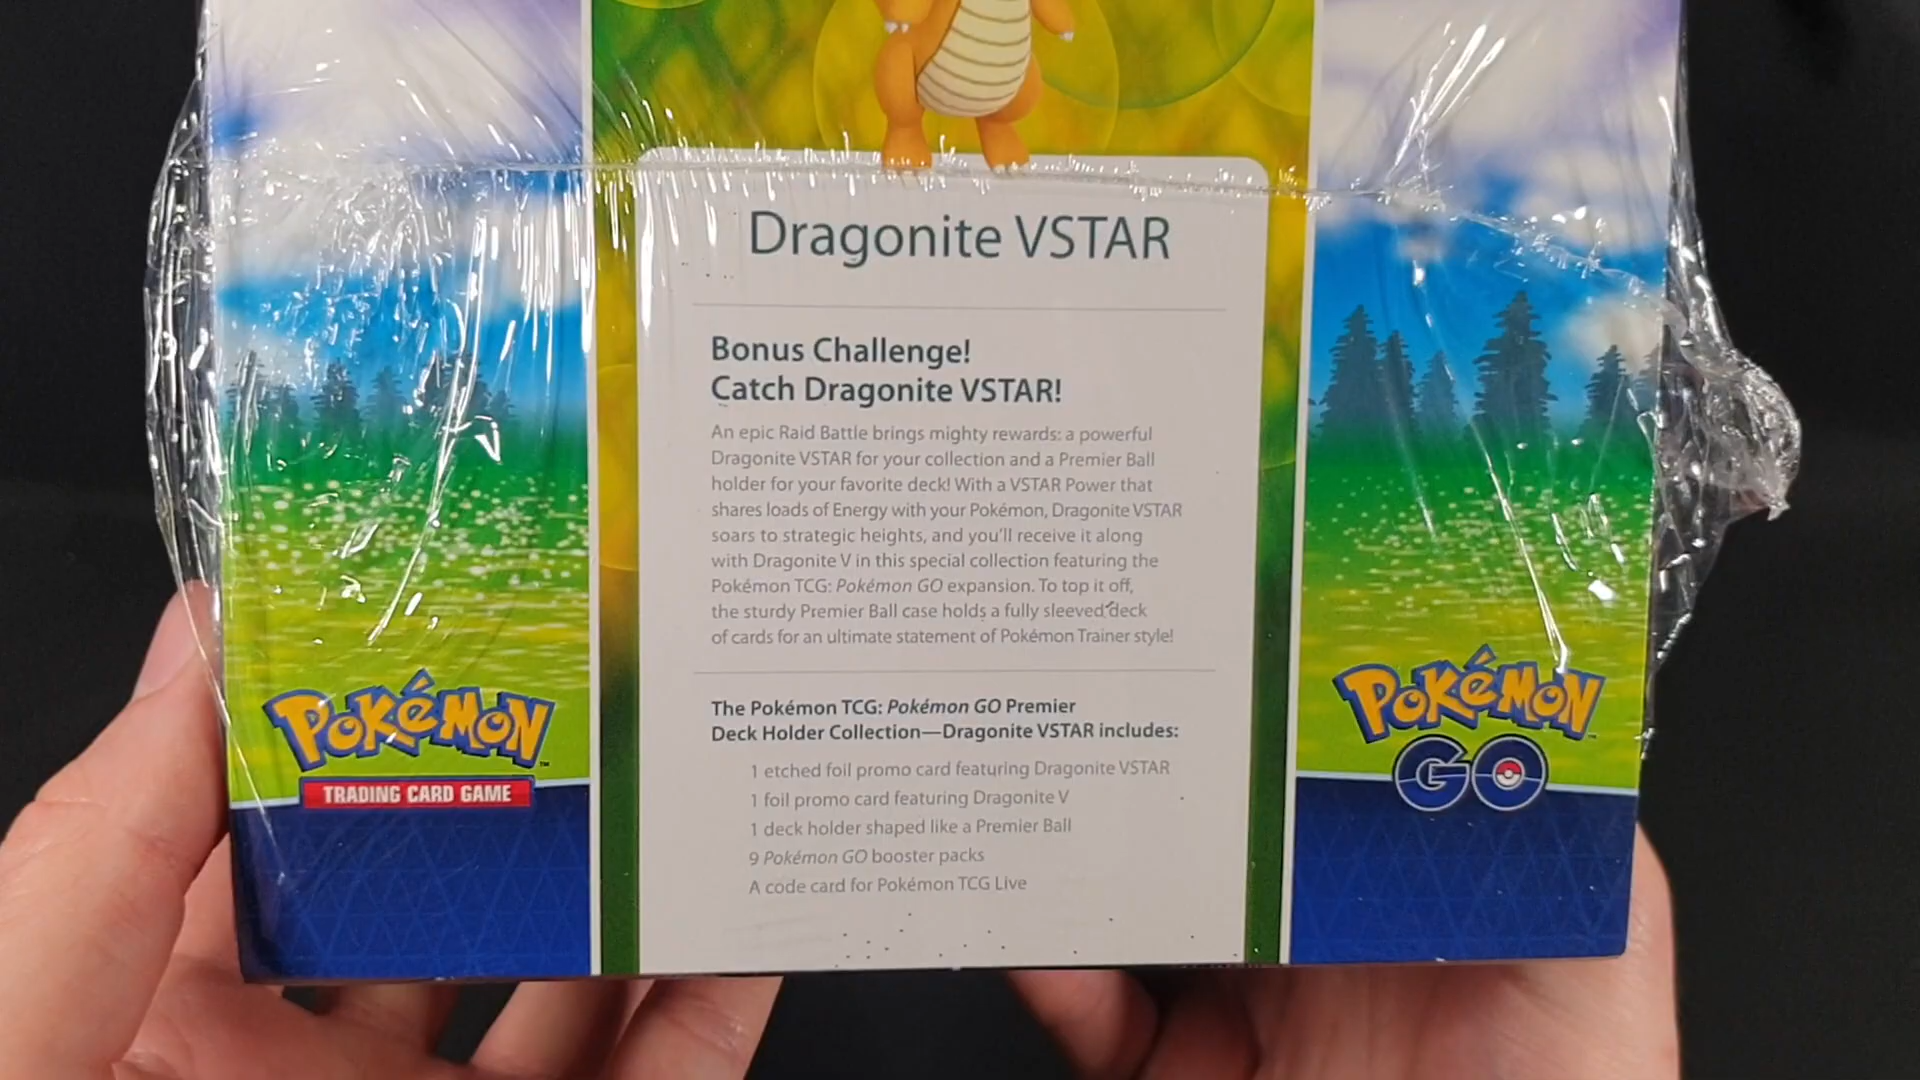 Dragonite VSTAR
Bonus Challenge!
Catch Dragonite VSTAR!
An epic Raid Battle brings mighty rewards: a powerful
Dragonite VSTAR for your collection and a Premier Ball
holder for your favorite deck! With a VSTAR Power that
shares loads of Energy with your Pokémon, Dragonite VSTAR
soars to strategic heights, and you'll receive it along
with Dragonite V in this special collection featuring the
Pokémon TCG: Pokémon GO expansion. To top it off,
the sturdy Premier Ball case holds a fully sleeved deck
of cards for an ultimate statement of Pokémon Trainer style!
The Pokémon TCG: Pokémon GO Premier
Deck Holder Collection—Dragonite VSTAR includes:
1 etched foil promo card featuring Dragonite VSTAR
1 foil promo card featuring Dragonite V
1 deck holder shaped like a Premier Ball
9 Pokémon GO booster packs
A code card for Pokémon TCG Live
POKéMON™
TRADING CARD GAME
POKéMON™
GO